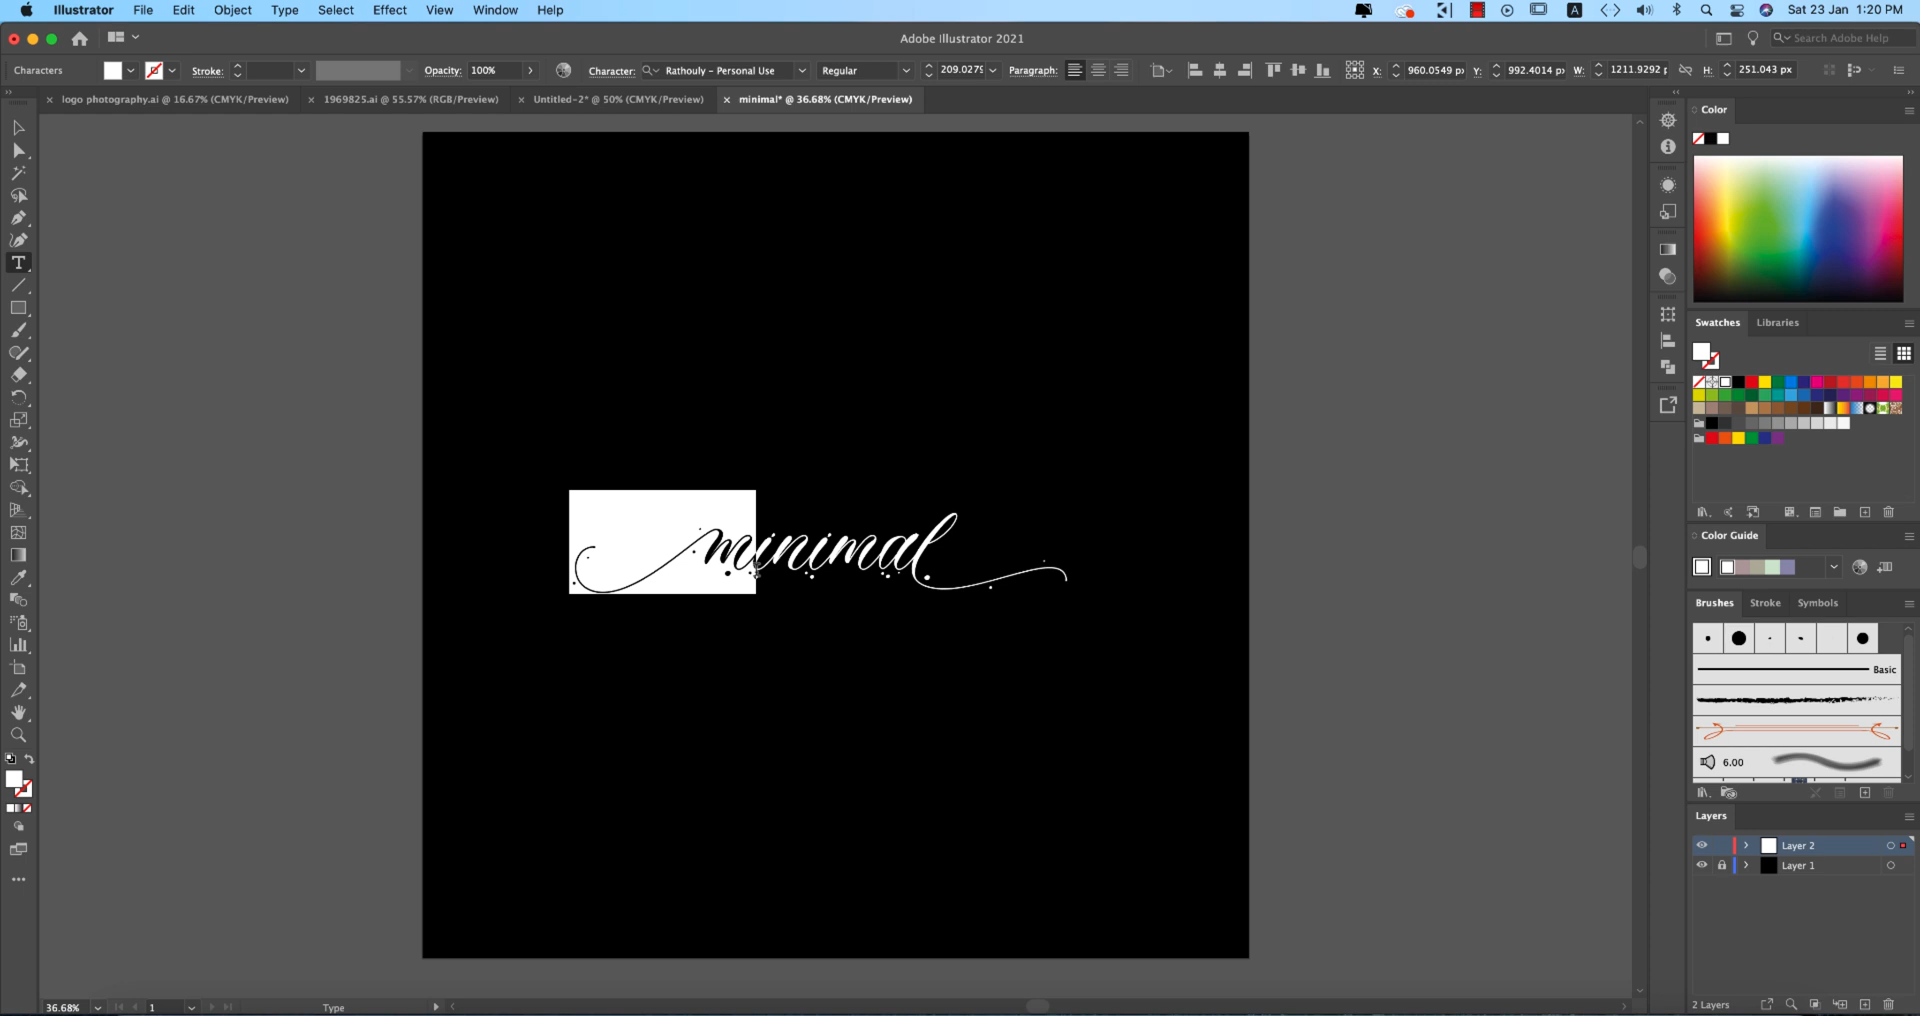 Illustrator File Edit Object Type Select Effect View Window Help
A
Sat 23 Jan 1:20 PM
Adobe Illustrator 2021
Search Adobe Help
Characters
Stroke:
Opacity: 100%
Character: Rathouly - Personal Use
Regular
209.0275
Paragraph:
X: 960.0549 p
Y: 992.4014 p
W: 1211.9292
H: 251.043 px
× logo photography.ai @ 16.67% (CMYK/Preview)
× 1969825.ai @ 55.57% (RGB/Preview)
× Untitled-2* @ 50% (CMYK/Preview)
× minimal* @ 36.68% (CMYK/Preview)
T
minimal
Color
Swatches Libraries
Color Guide
Brushes Stroke Symbols
Basic
6.00
Layers
Layer 2
Layer 1
2 Layers
36.68%
1
Type